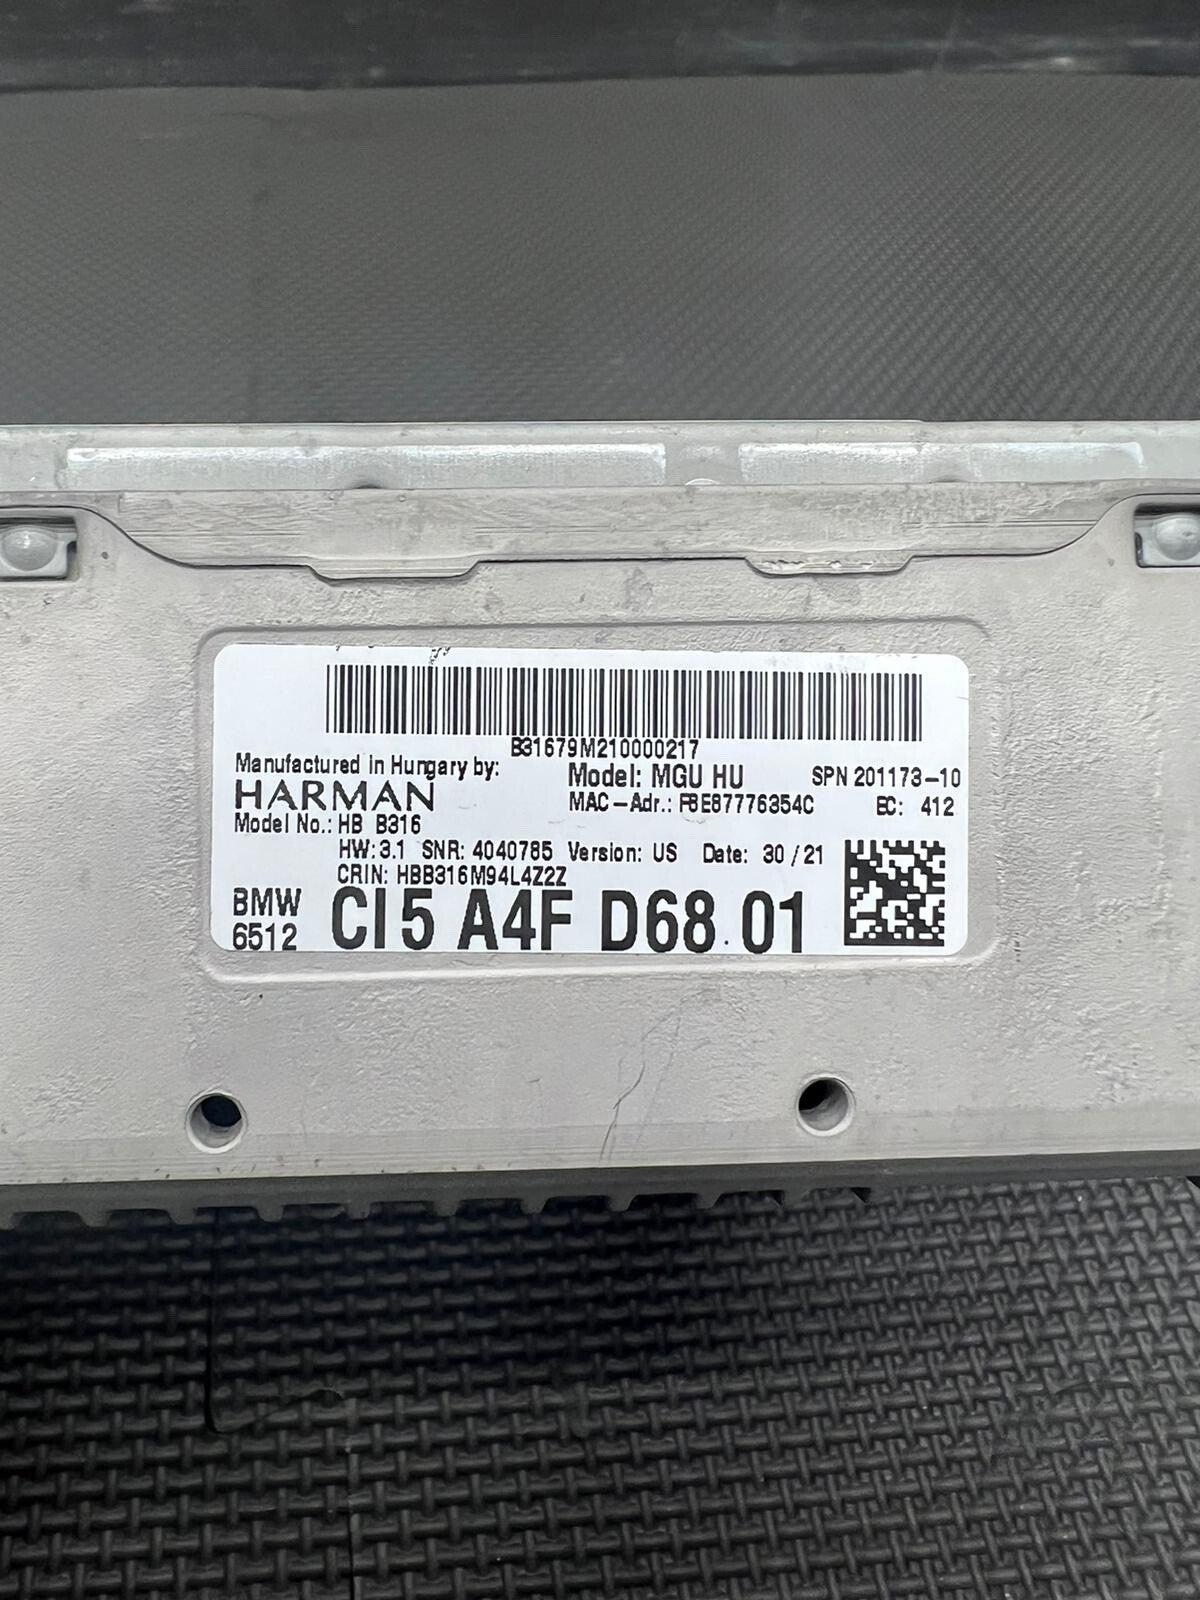 B31679M210000217
Manufactured in Hungary by:
HARMAN
Model: MGU HU
SPN 201173-10
MAC-Adr.: F8E87776354C
EC: 412
Model No.: HB B316
HW: 3.1 SNR: 4040785 Version: US Date: 30/21
CRIN: HBB316M94L4Z2Z
BMW
6512
CI5 A4F D68 01